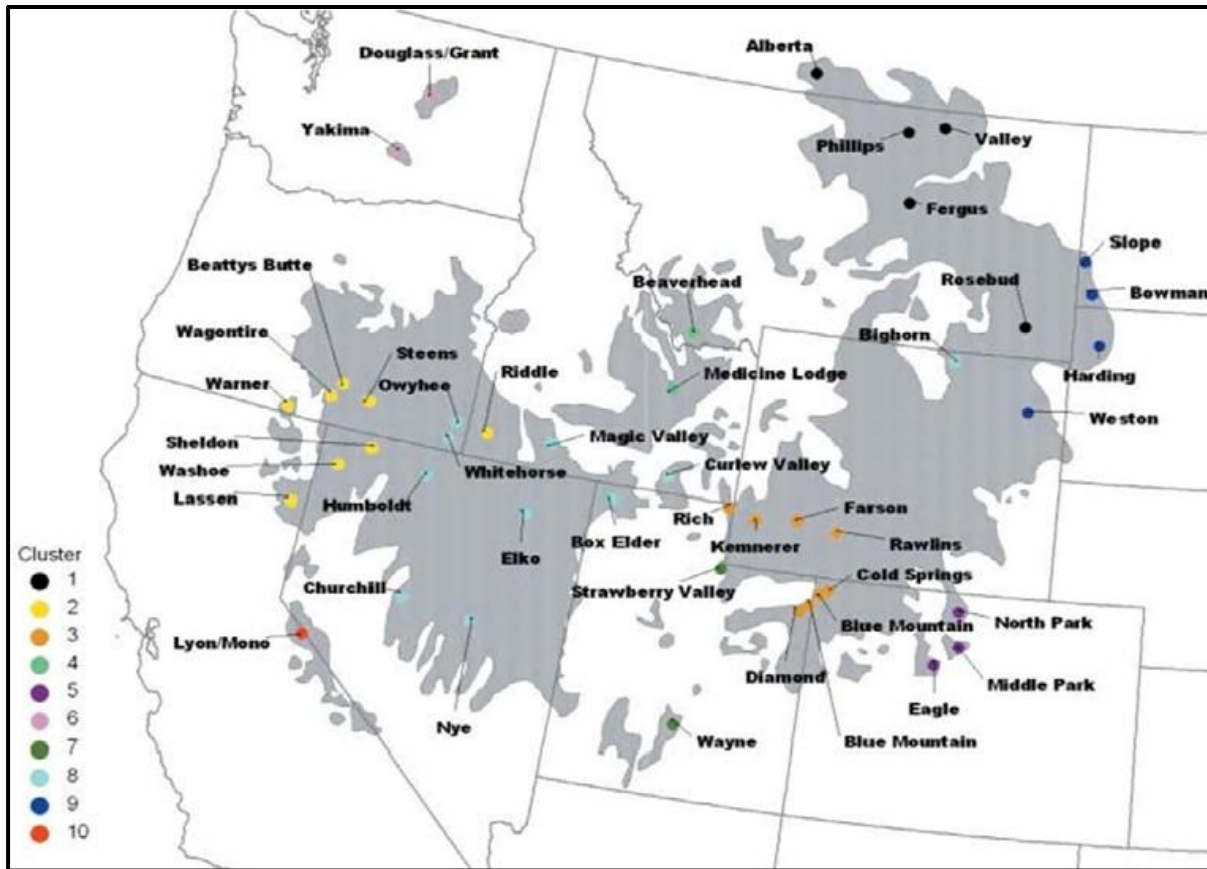 Alberta
Douglass/Grant
Yakima
Phillips
Valley
Fergus
Slope
Beattys Butte
Beaverhead
Rosebud
Bowman
Wagontire
Steens
Bighorn
Warner
Owyhee
Riddle
Medicine Lodge
Harding
Weston
Sheldon
Magic Valley
Washoe
Whitehorse
Curlew Valley
Lassen
Humboldt
Rich
Farson
Box Elder
Kemnerer
Rawlins
Elko
Cluster
1
2
3
4
5
6
7
8
9
10
Churchill
Strawberry Valley
Cold Springs
Lyon/Mono
Blue Mountain
North Park
Diamond
Middle Park
Eagle
Nye
Wayne
Blue Mountain